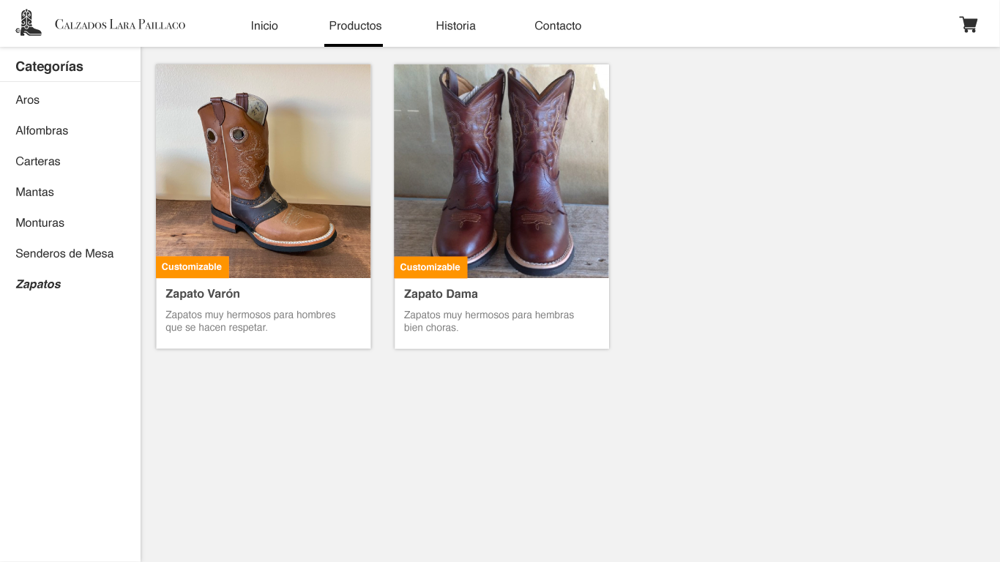 Calzados Lara Paillaco
Inicio
Productos
Historia
Contacto
Categorías
Aros
Alfombras
Carteras
Mantas
Monturas
Senderos de Mesa
Zapatos
Customizable
Zapato Varón
Zapatos muy hermosos para hombres
que se hacen respetar.
Customizable
Zapato Dama
Zapatos muy hermosos para hembras
bien choras.